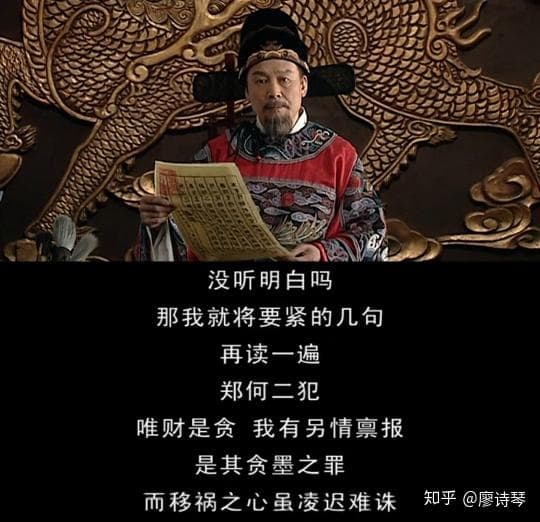 没听明白吗
那我就将要紧的几句
再读一遍
郑何二犯
唯财是贪 我有另情禀报
是其贪墨之罪
而移祸之心虽凌迟难诛
知乎 @廖诗琴